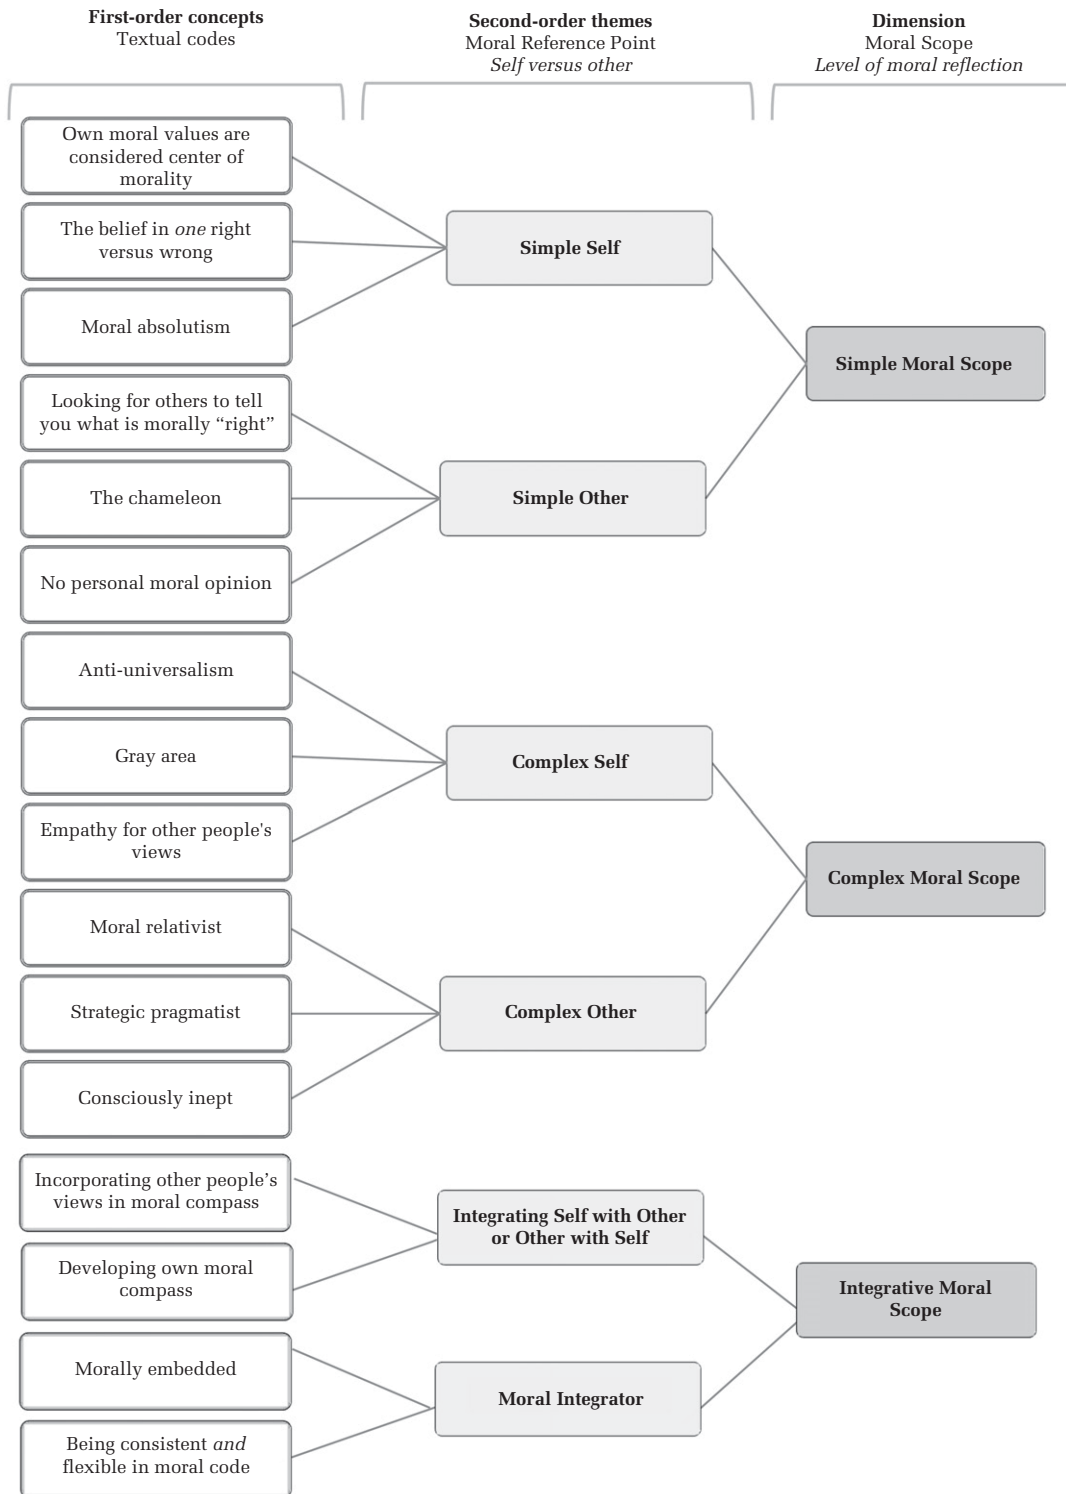 First-order concepts
Textual codes
Second-order themes
Moral Reference Point
Self versus other
Dimension
Moral Scope
Level of moral reflection
Own moral values are
considered center of
morality
The belief in one right
versus wrong
Moral absolutism
Simple Self
Looking for others to tell
you what is morally “right”
The chameleon
No personal moral opinion
Simple Other
Simple Moral Scope
Anti-universalism
Gray area
Empathy for other people's
views
Complex Self
Moral relativist
Strategic pragmatist
Consciously inept
Complex Other
Complex Moral Scope
Incorporating other people’s
views in moral compass
Developing own moral
compass
Integrating Self with Other
or Other with Self
Morally embedded
Being consistent and
flexible in moral code
Moral Integrator
Integrative Moral
Scope